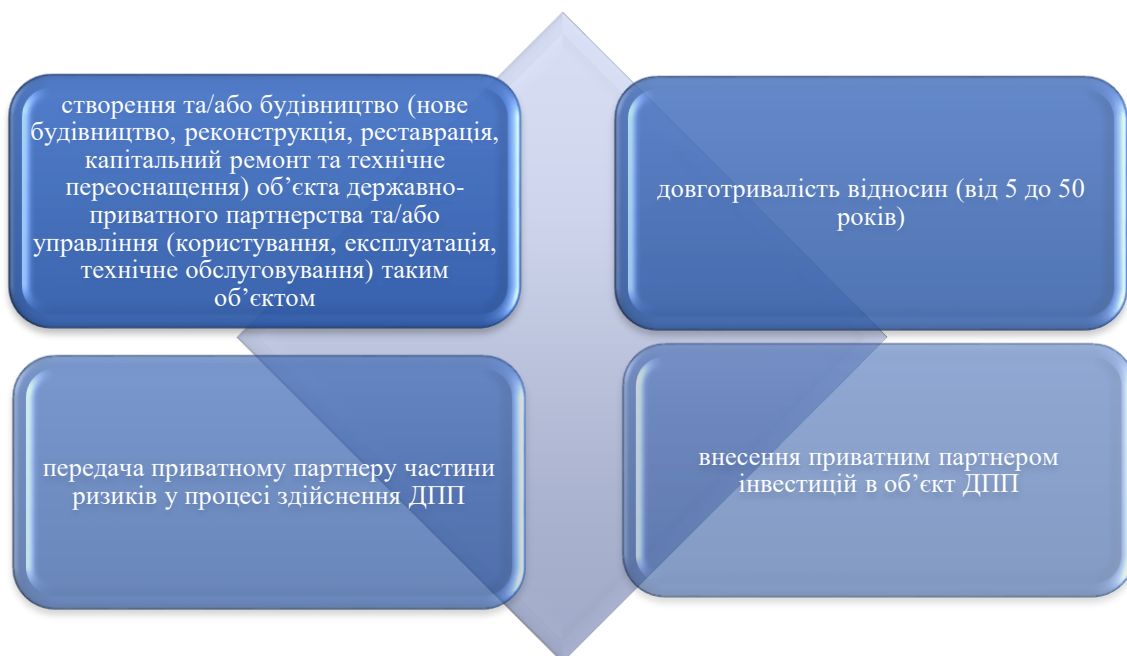 створення та/або будівництво (нове
будівництво, реконструкція, реставрація,
капітальний ремонт та технічне
переоснащення) об’єкта державно-
приватного партнерства та/або
управління (користування, експлуатація,
технічне обслуговування) таким
об’єктом
довготривалість відносин (від 5 до 50
років)
передача приватному партнеру частини
ризиків у процесі здійснення ДПП
внесення приватним партнером
інвестицій в об’єкт ДПП